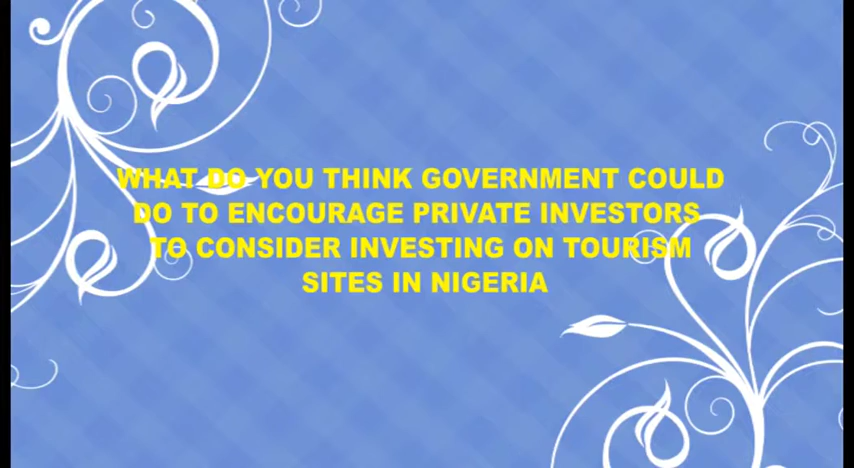 WHAT DO YOU THINK GOVERNMENT COULD
DO TO ENCOURAGE PRIVATE INVESTORS
TO CONSIDER INVESTING ON TOURISM
SITES IN NIGERIA